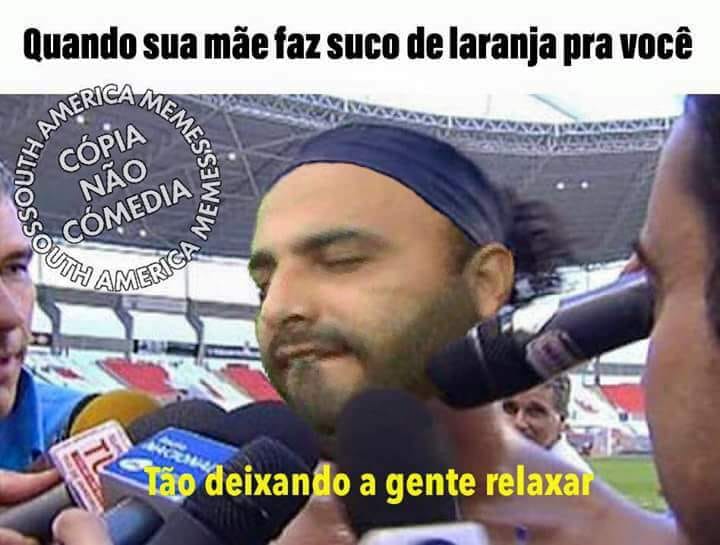 Quando sua mãe faz suco de laranja pra você
SOUTH AMERICA MEMES
CÓPIA
NÃO
CÓMEDIA
SOUTH AMERICA MEMES
NACIONAL
Tão deixando a gente relaxar